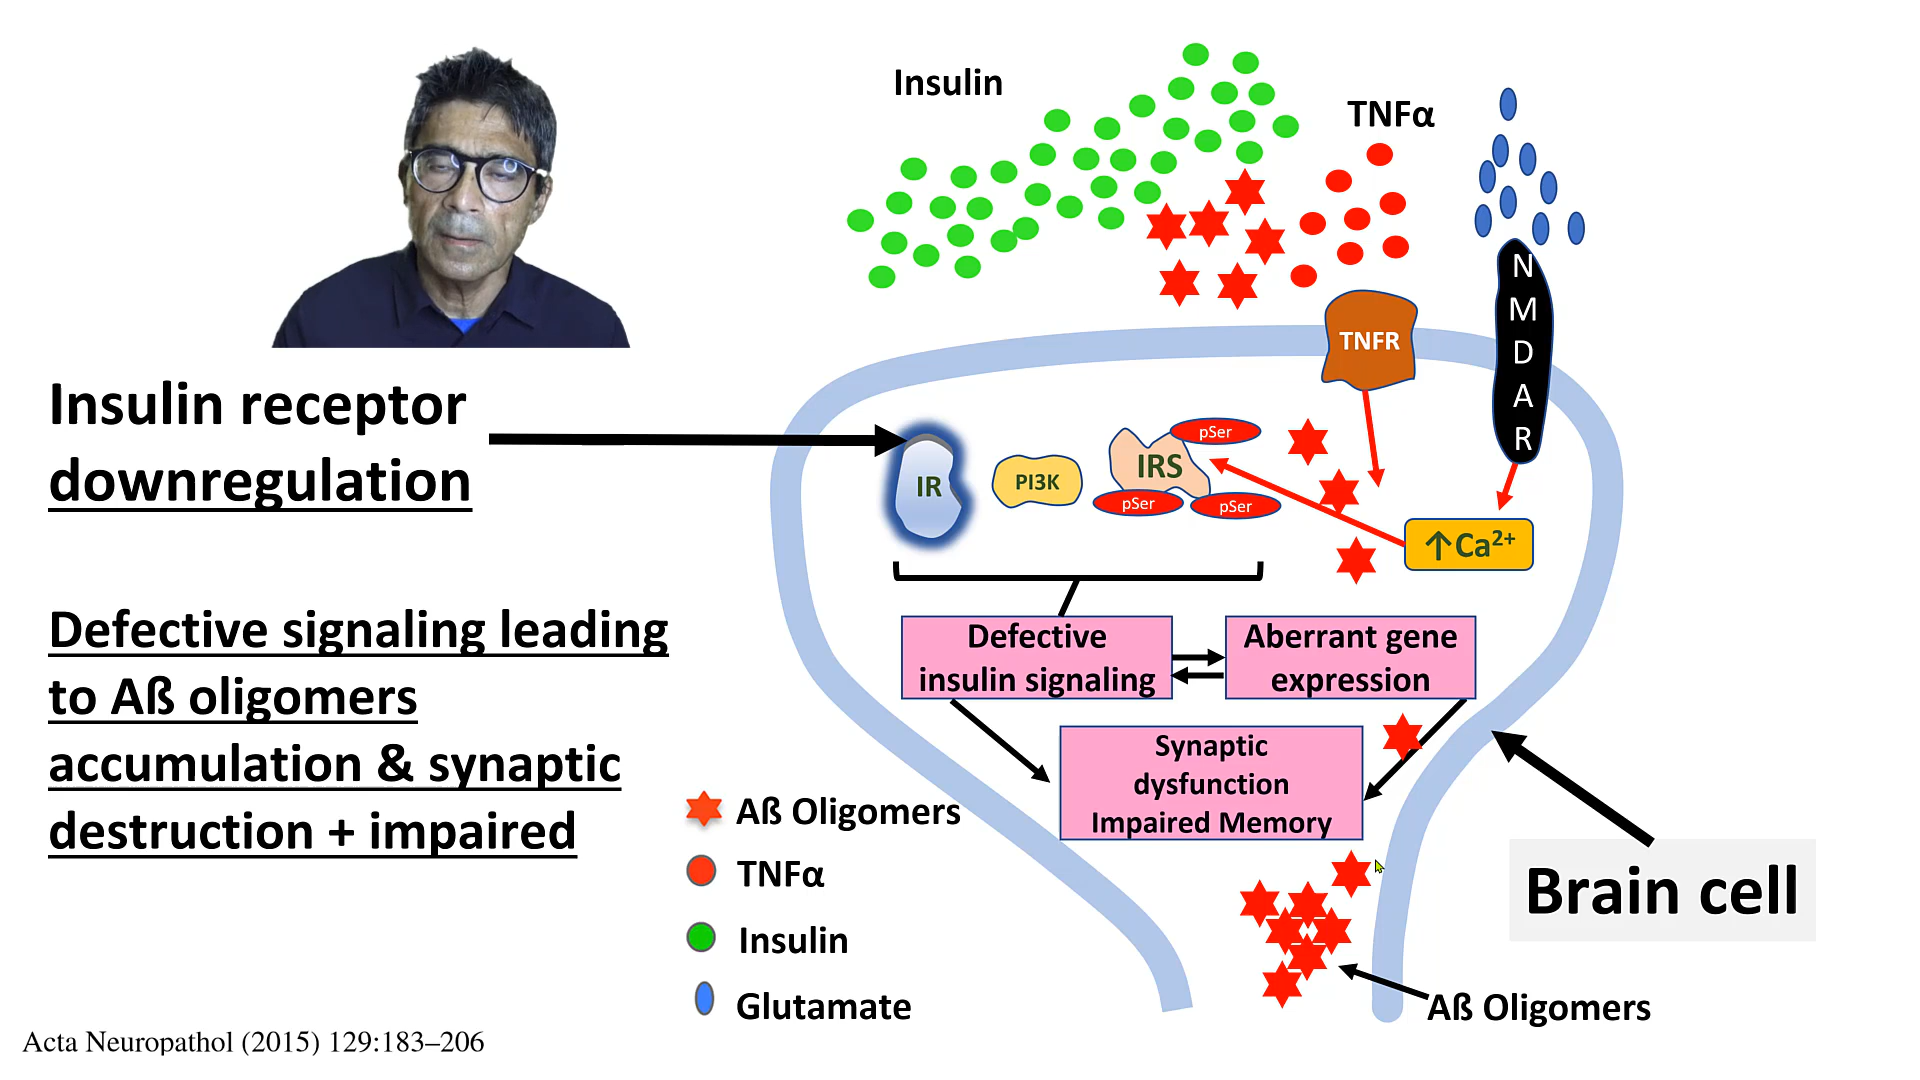 Insulin
TNFα
N
M
D
A
R
TNFR
Insulin receptor
downregulation
IR
PI3K
IRS
pSer
pSer
pSer
↑Ca²⁺
Defective signaling leading
to Aß oligomers
accumulation & synaptic
destruction + impaired
Defective
insulin signaling
Aberrant gene
expression
Synaptic
dysfunction
Impaired Memory
Aß Oligomers
TNFα
Insulin
Glutamate
Brain cell
Aß Oligomers
Acta Neuropathol (2015) 129:183–206